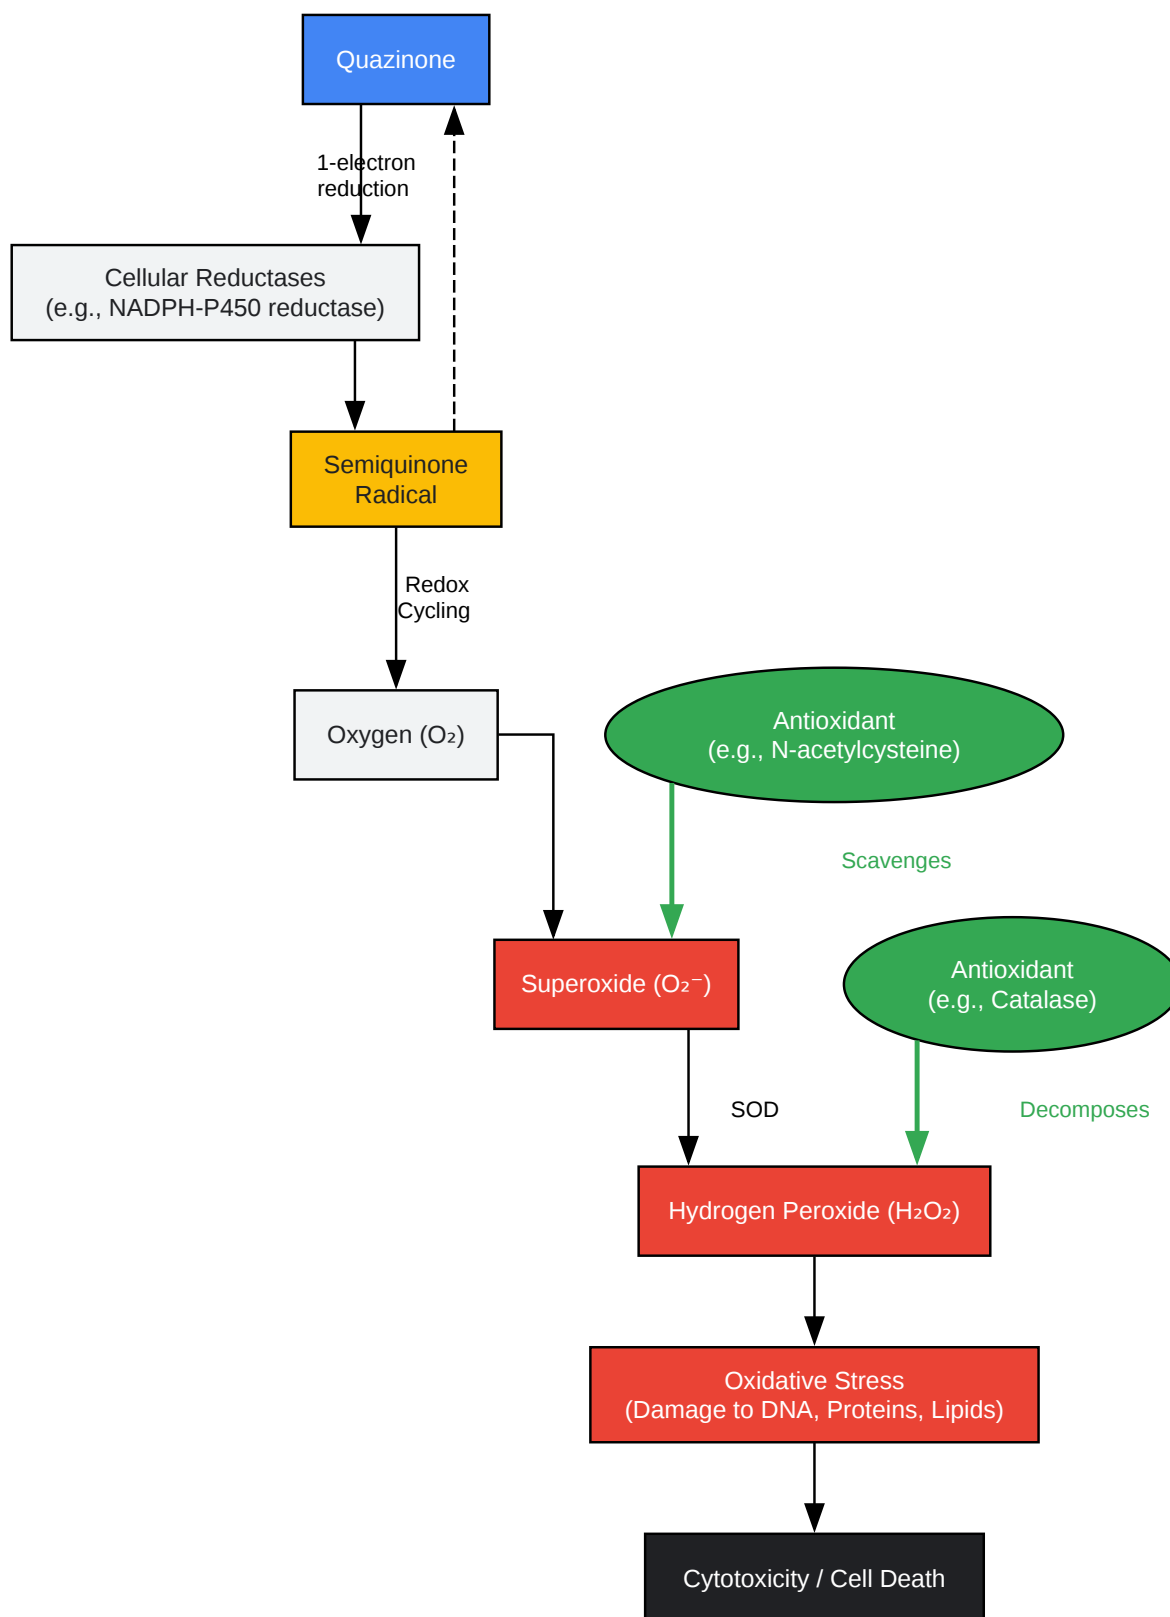 Quazinone
1-electron
reduction
Cellular Reductases
(e.g., NADPH-P450 reductase)
Semiquinone
Radical
Redox
Cycling
Oxygen (O₂)
Antioxidant
(e.g., N-acetylcysteine)
Scavenges
Superoxide (O₂⁻)
Antioxidant
(e.g., Catalase)
SOD
Decomposes
Hydrogen Peroxide (H₂O₂)
Oxidative Stress
(Damage to DNA, Proteins, Lipids)
Cytotoxicity / Cell Death